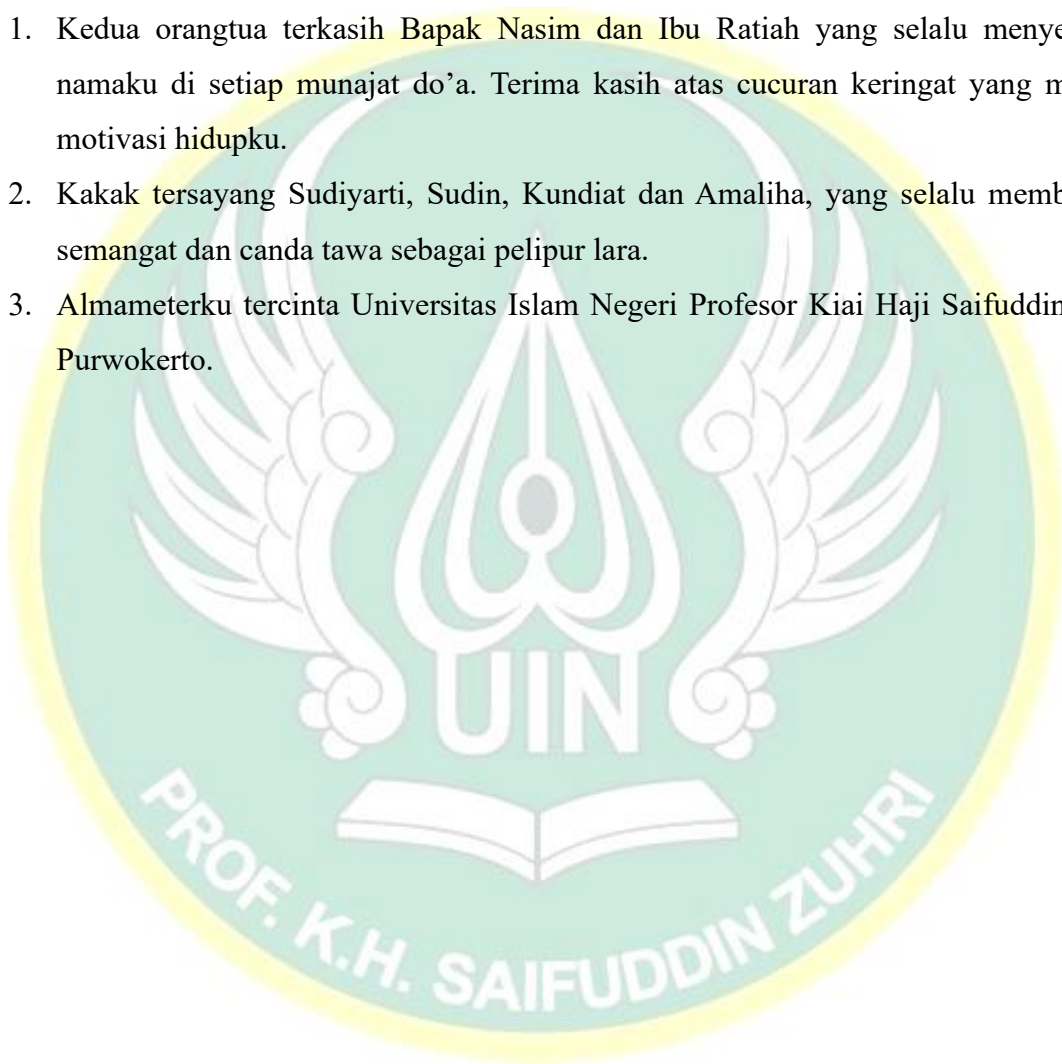 1. Kedua orangtua terkasih Bapak Nasim dan Ibu Ratiah yang selalu
namaku di setiap munajat do’a. Terima kasih atas cucuran keringat yang
motivasi hidupku.
2. Kakak tersayang Sudiyarti, Sudin, Kundiat dan Amaliha, yang selalu
semangat dan canda tawa sebagai pelipur lara.
3. Almameterku tercinta Universitas Islam Negeri Profesor Kiai Haji Saifuddin
Purwokerto.
UIN
PROF. K.H. SAIFUDDIN ZUHRI